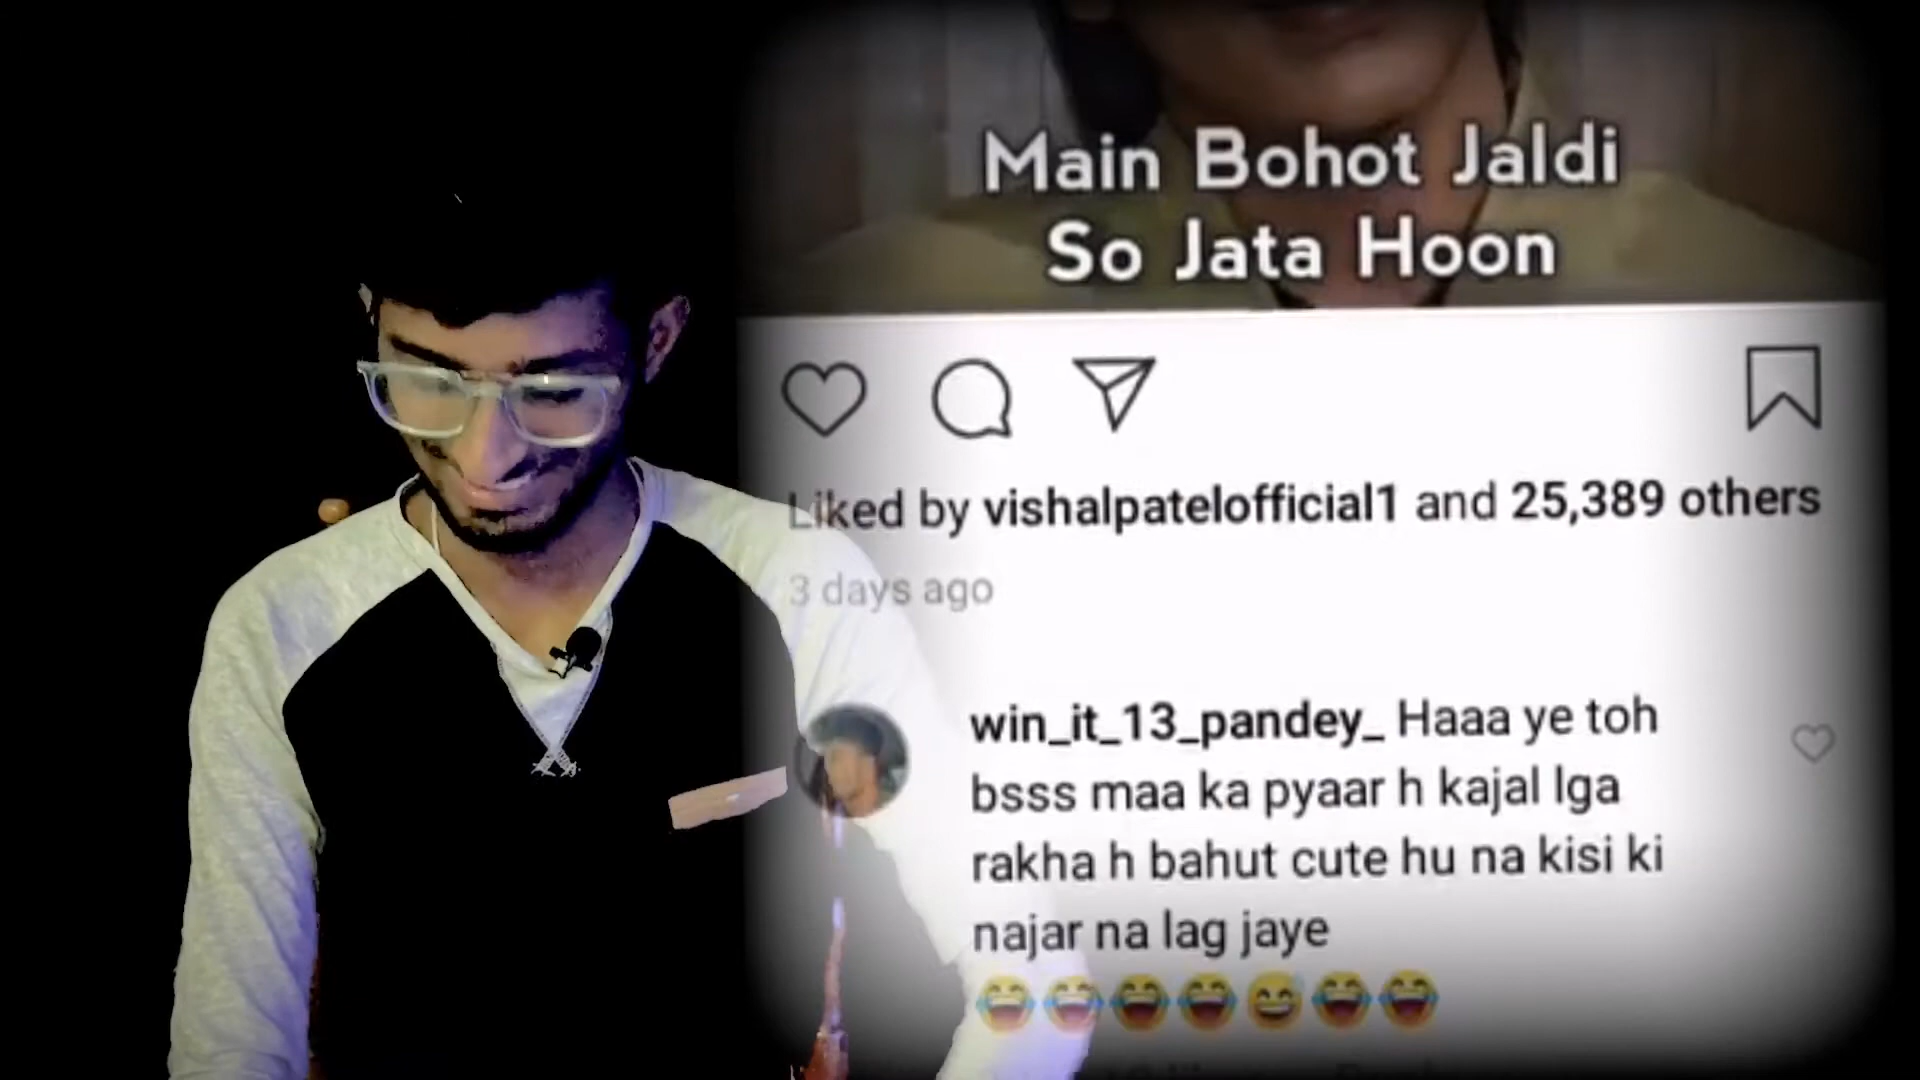 Main Bohot Jaldi
So Jata Hoon
Liked by vishalpatelofficial1 and 25,389 others
3 days ago
win_it_13_pandey_ Haaa ye toh
bsss maa ka pyaar h kajal lga
rakha h bahut cute hu na kisi ki
najar na lag jaye